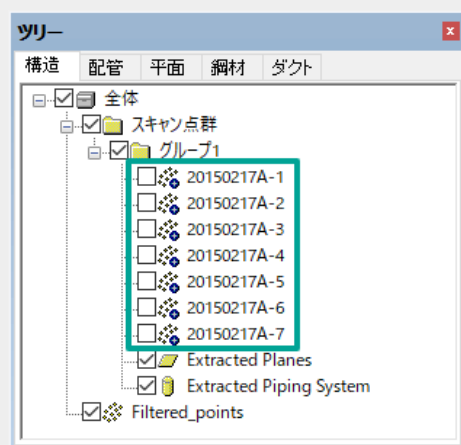 ツリー
構造 配管 平面 鋼材 ダクト
全体
スキャン点群
グループ1
20150217A-1
20150217A-2
20150217A-3
20150217A-4
20150217A-5
20150217A-6
20150217A-7
Extracted Planes
Extracted Piping System
Filtered_points